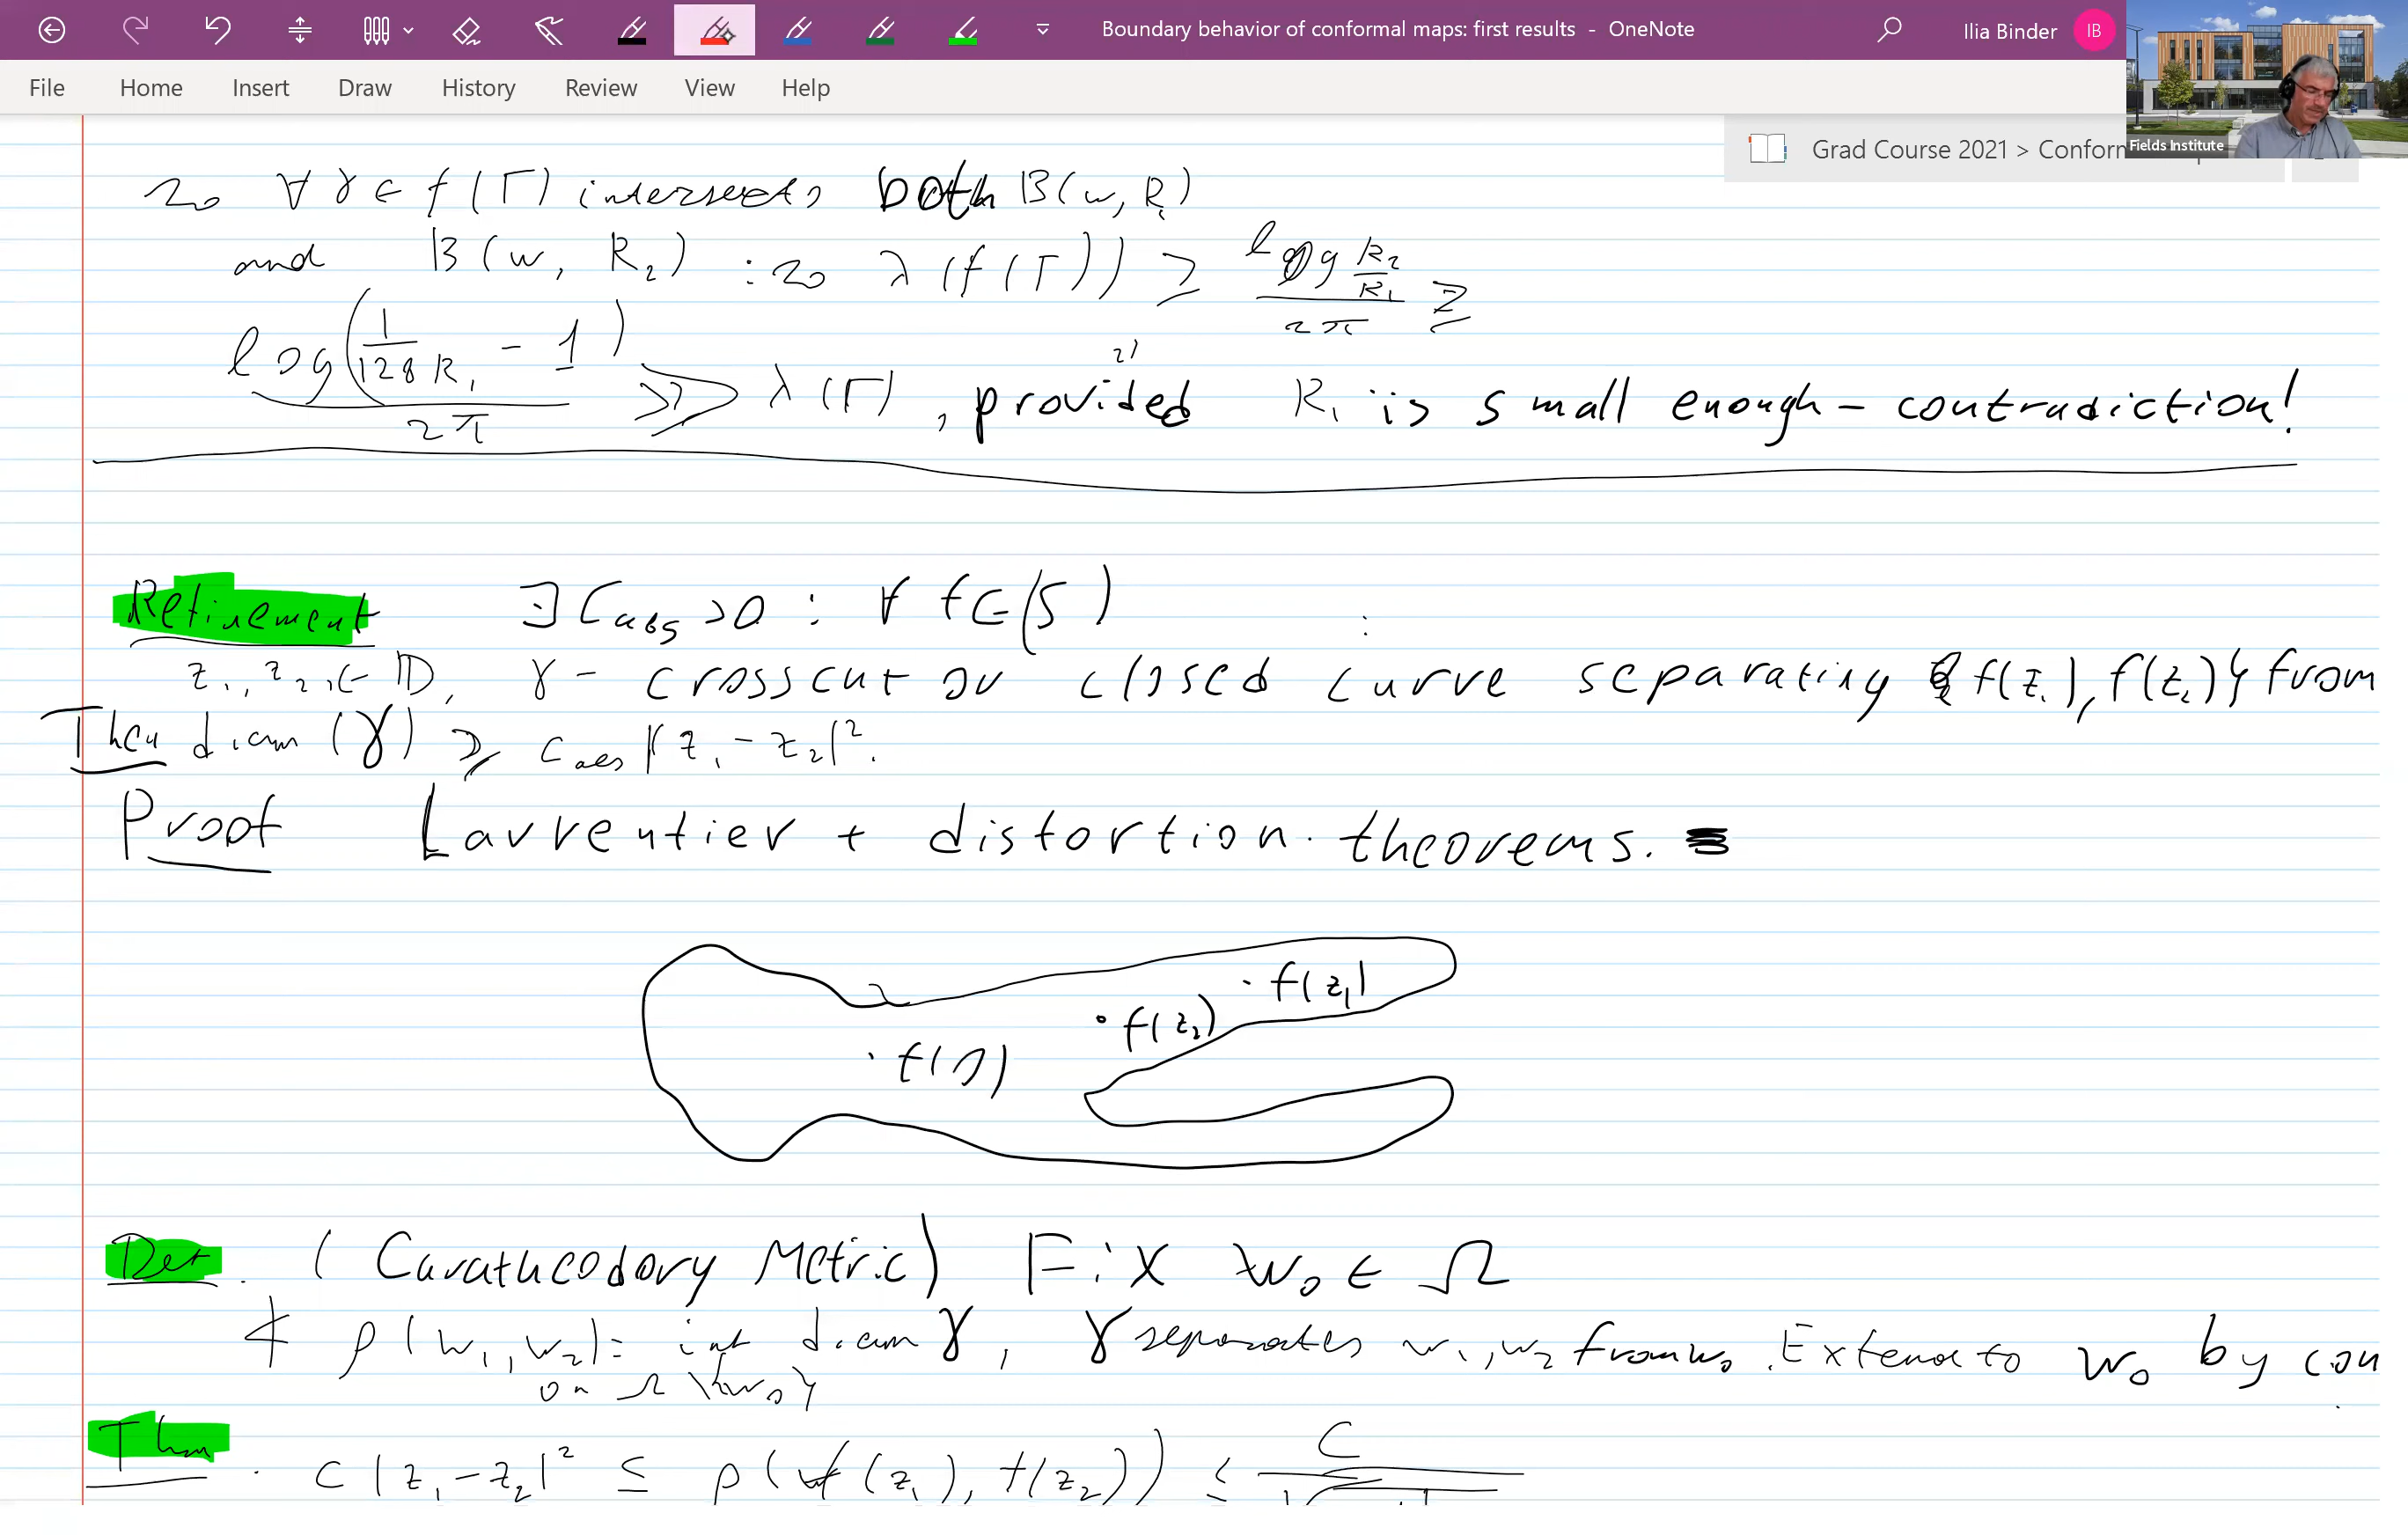 Boundary behavior of conformal maps: first results - OneNote
Ilia Binder IB
File Home Insert Draw History Review View Help
Grad Course 2021 > Conform
Fields Institute
so ∀ γ ∈ f(Γ) intersects both B(w, R₁)
and B(w, R₂) : so λ(f(Γ)) ≥ log R₂/R₁ / 2π ≥
log(1/128R₁ - 1) / 2π ≫ λ(Γ), provided R₁ is small enough - contradiction!
Refinement ∃ C_abs > 0 : ∀ f ∈ (S) :
z₁, z₂ ∈ 𝔻, γ - crosscut or closed curve separating {f(z₁), f(z₂)} from
Then diam(γ) ≥ C_abs |z₁ - z₂|².
Proof Lavrentiev + distortion theorems.
f(z₁)
f(z₂)
f(0)
Def. (Caratheodory Metric) Fix w₀ ∈ Ω
ρ(w₁, w₂) = inf diam γ, γ separates w₁, w₂ from w₀. Extend to w₀ by con
on Ω \ {w₀}
Thm. c|z₁ - z₂|² ≤ ρ(f(z₁), f(z₂)) ≤ C